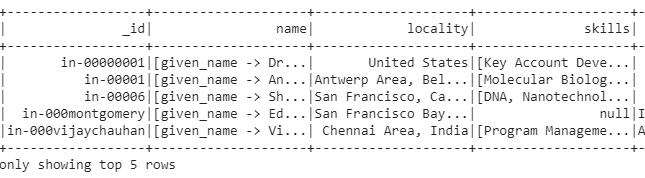 +---------------+--------------------+--------------------+--------------------+-
| _id| name| locality| skills|
+---------------+--------------------+--------------------+--------------------+-
| in-00000001|[given_name -> Dr...| United States|[Key Account Deve...|
| in-00001|[given_name -> An...|Antwerp Area, Bel...|[Molecular Biolog...|
| in-00006|[given_name -> Sh...|San Francisco, Ca...|[DNA, Nanotechnol...|
| in-000montgomery|[given_name -> Ed...|San Francisco Bay...| null|I
|in-000vijaychauhan|[given_name -> Vi...| Chennai Area, India|[Program Manageme...|A
+---------------+--------------------+--------------------+--------------------+-
only showing top 5 rows